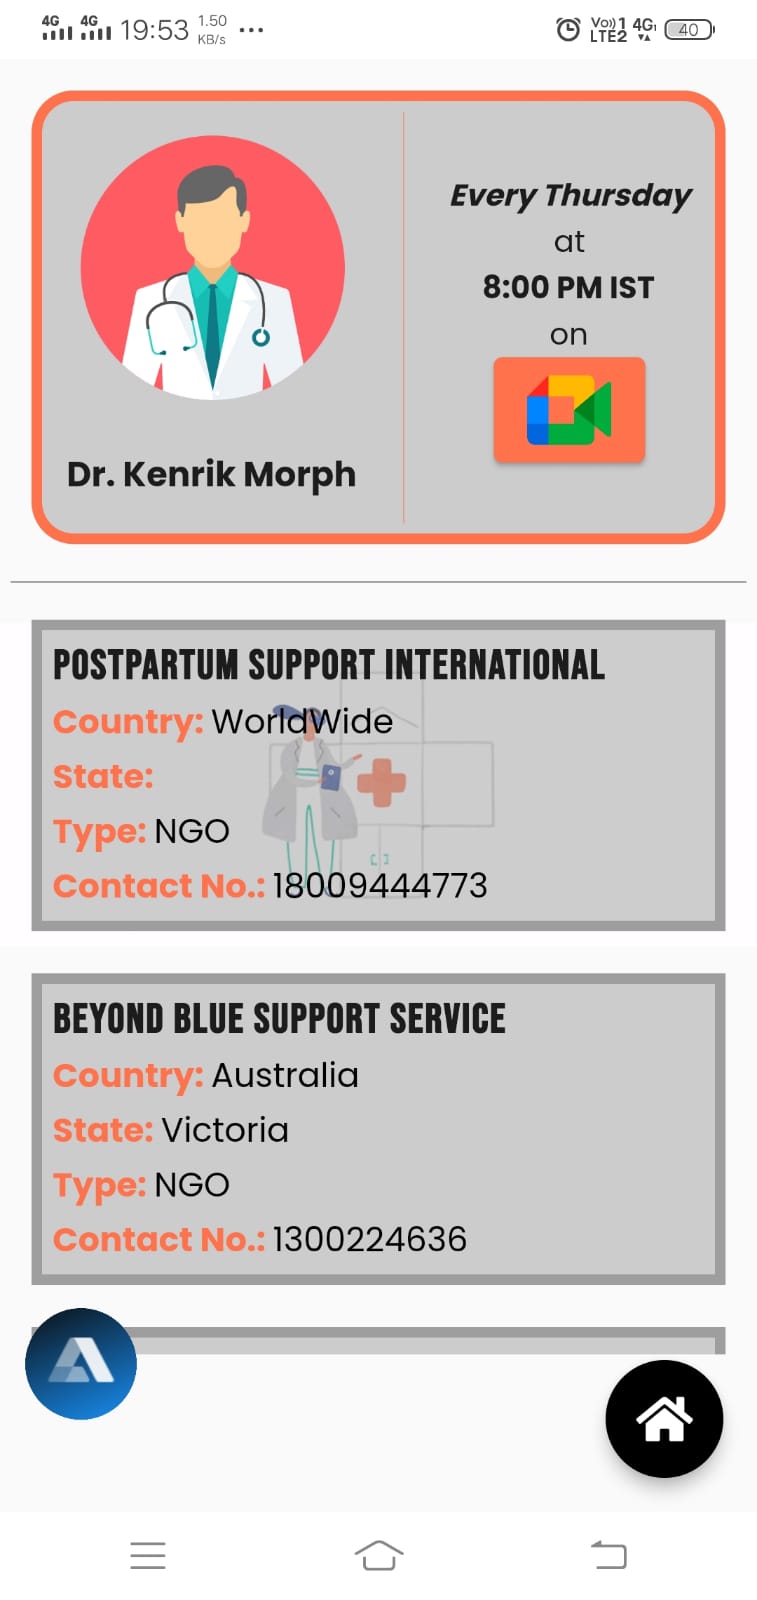 4G 4G 19:53 1.50 KB/s ... Vo)) 1 LTE2 4G 40
Every Thursday
at
8:00 PM IST
on
Dr. Kenrik Morph
POSTPARTUM SUPPORT INTERNATIONAL
Country: WorldWide
State:
Type: NGO
Contact No.: 18009444773
BEYOND BLUE SUPPORT SERVICE
Country: Australia
State: Victoria
Type: NGO
Contact No.: 1300224636